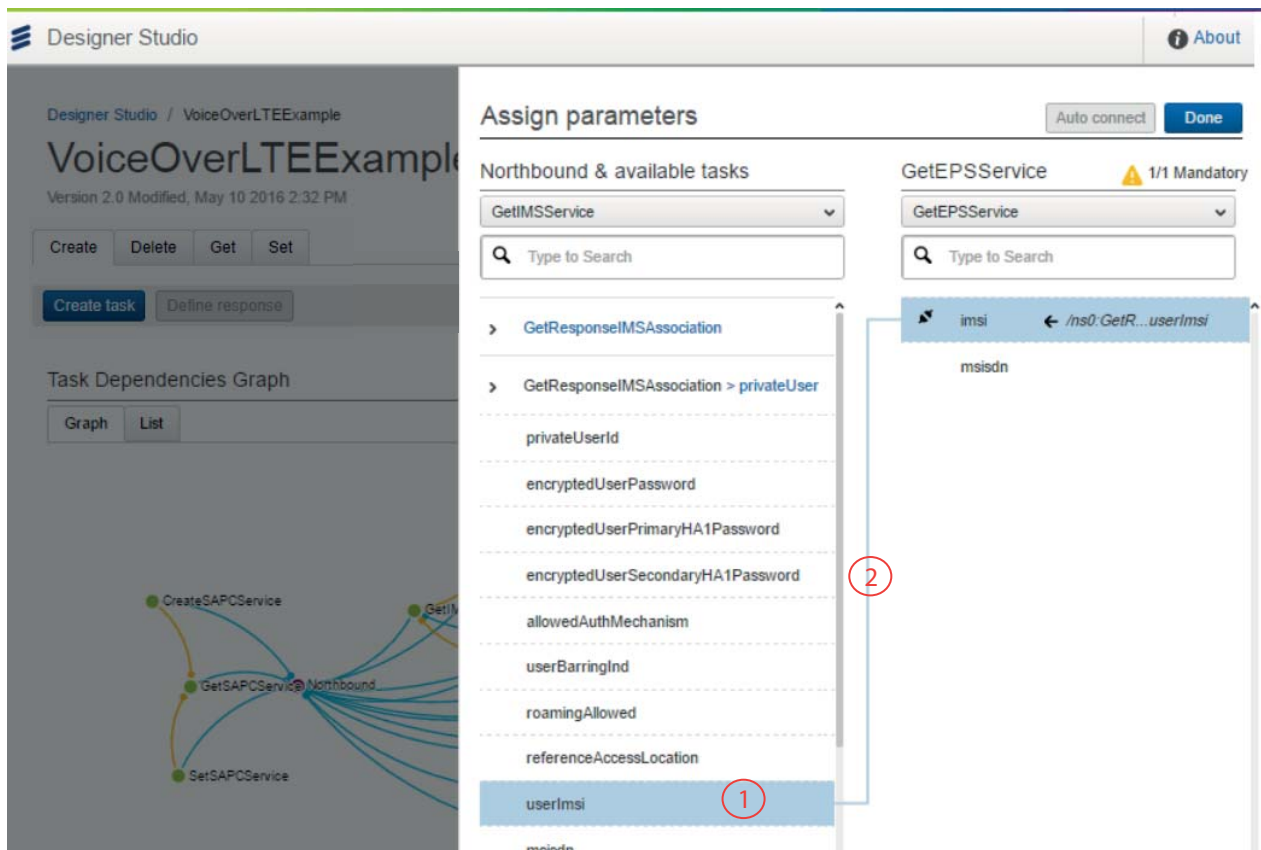 Designer Studio
About
Designer Studio / VoiceOverLTEExample
VoiceOverLTEExample
Version 2.0 Modified, May 10 2016 2:32 PM
Create Delete Get Set
Create task Define response
Task Dependencies Graph
Graph List
CreateSAPCService
GetIM
GetSAPCService Northbound
SetSAPCService
Assign parameters
Auto connect Done
Northbound & available tasks
GetIMSService
Type to Search
GetResponseIMSAssociation
GetResponseIMSAssociation > privateUser
privateUserId
encryptedUserPassword
encryptedUserPrimaryHA1Password
encryptedUserSecondaryHA1Password
allowedAuthMechanism
userBarringInd
roamingAllowed
referenceAccessLocation
userImsi 1
msisdn
2
GetEPSService 1/1 Mandatory
GetEPSService
Type to Search
imsi ← /ns0:GetR...userImsi
msisdn